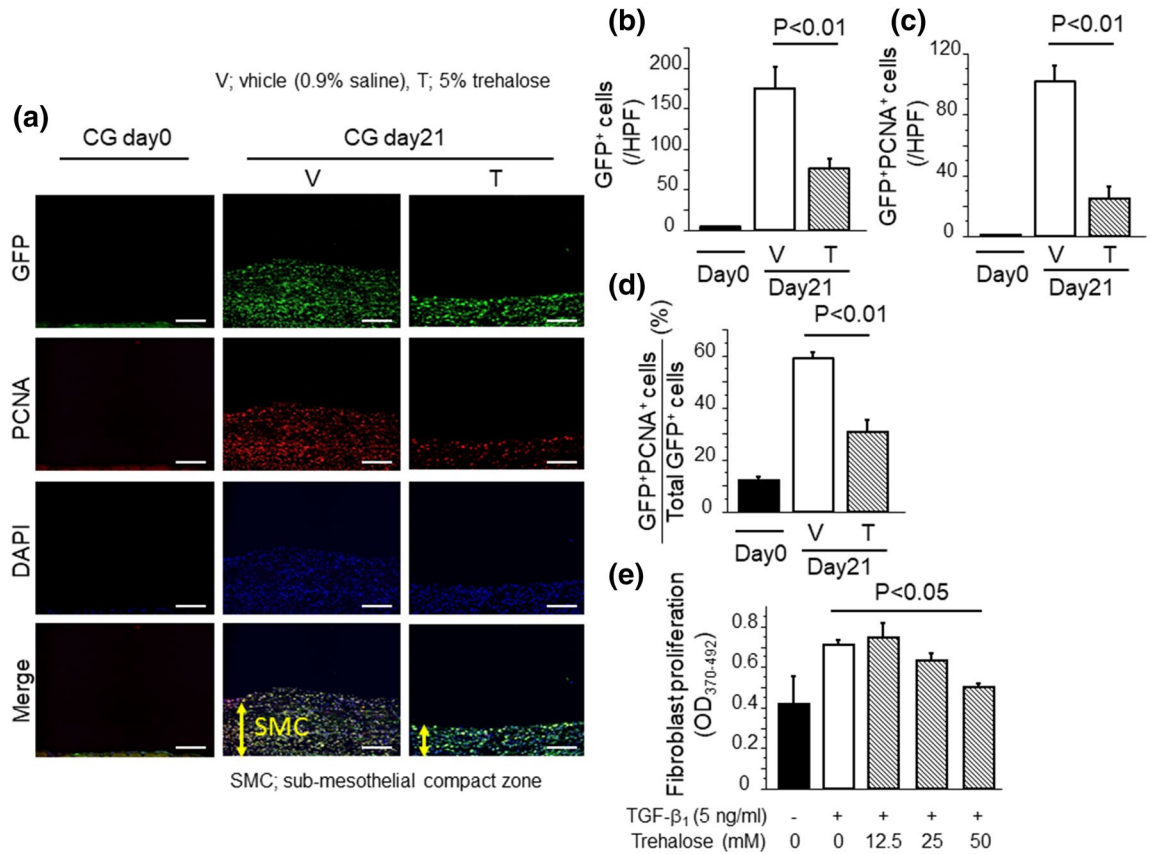 V; vhicle (0.9% saline), T; 5% trehalose
(a)
CG day0 CG day21
V T
GFP
PCNA
DAPI
Merge
SMC
SMC; sub-mesothelial compact zone
(b)
P<0.01
GFP⁺ cells
(/HPF)
200
150
100
50
0
V T
Day0 Day21
(c)
P<0.01
GFP⁺PCNA⁺ cells
(/HPF)
120
80
40
0
V T
Day0 Day21
(d)
P<0.01
GFP⁺PCNA⁺ cells (%)
Total GFP⁺ cells
60
40
20
0
V T
Day0 Day21
(e)
P<0.05
Fibroblast proliferation
(OD₃₇₀₋₄₉₂)
0.8
0.6
0.4
0.2
0
TGF-β₁ (5 ng/ml) - + + + +
Trehalose (mM) 0 0 12.5 25 50